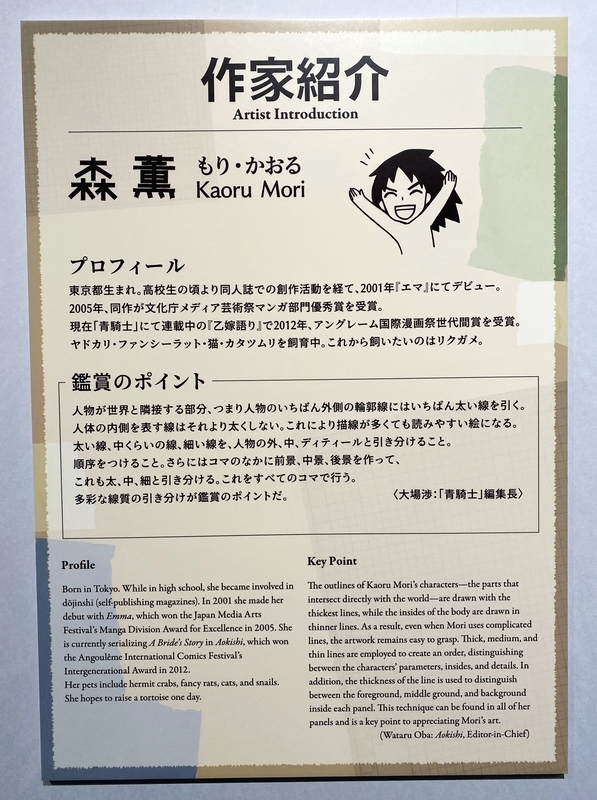 作家紹介
Artist Introduction
森 薫
もり・かおる
Kaoru Mori
プロフィール
東京都生まれ。高校生の頃より同人誌での創作活動を経て、2001年『エマ』にてデビュー。
2005年、同作が文化庁メディア芸術祭マンガ部門優秀賞を受賞。
現在「青騎士」にて連載中の『乙嫁語り』で2012年、アングレーム国際漫画祭世代間賞を受賞。
ヤドカリ・ファンシーラット・猫・カタツムリを飼育中。これから飼いたいのはリクガメ。
鑑賞のポイント
人物が世界と隣接する部分、つまり人物のいちばん外側の輪郭線にはいちばん太い線を引く。
人体の内側を表す線はそれより太くしない。これにより描線が多くても読みやすい絵になる。
太い線、中くらいの線、細い線を、人物の外、中、ディティールと引き分けること。
順序をつけること。さらにはコマのなかに前景、中景、後景を作って、
これも太、中、細と引き分ける。これをすべてのコマで行う。
多彩な線質の引き分けが鑑賞のポイントだ。
〈大場渉：「青騎士」編集長〉
Profile
Born in Tokyo. While in high school, she became involved in
dōjinshi (self-publishing magazines). In 2001 she made her
debut with Emma, which won the Japan Media Arts
Festival's Manga Division Award for Excellence in 2005. She
is currently serializing A Bride's Story in Aokishi, which won
the Angoulême International Comics Festival's
Intergenerational Award in 2012.
Her pets include hermit crabs, fancy rats, cats, and snails.
She hopes to raise a tortoise one day.
Key Point
The outlines of Kaoru Mori's characters—the parts that
intersect directly with the world—are drawn with the
thickest lines, while the insides of the body are drawn in
thinner lines. As a result, even when Mori uses complicated
lines, the artwork remains easy to grasp. Thick, medium, and
thin lines are employed to create an order, distinguishing
between the characters' parameters, insides, and details. In
addition, the thickness of the line is used to distinguish
between the foreground, middle ground, and background
inside each panel. This technique can be found in all of her
panels and is a key point to appreciating Mori's art.
(Wataru Oba: Aokishi, Editor-in-Chief)